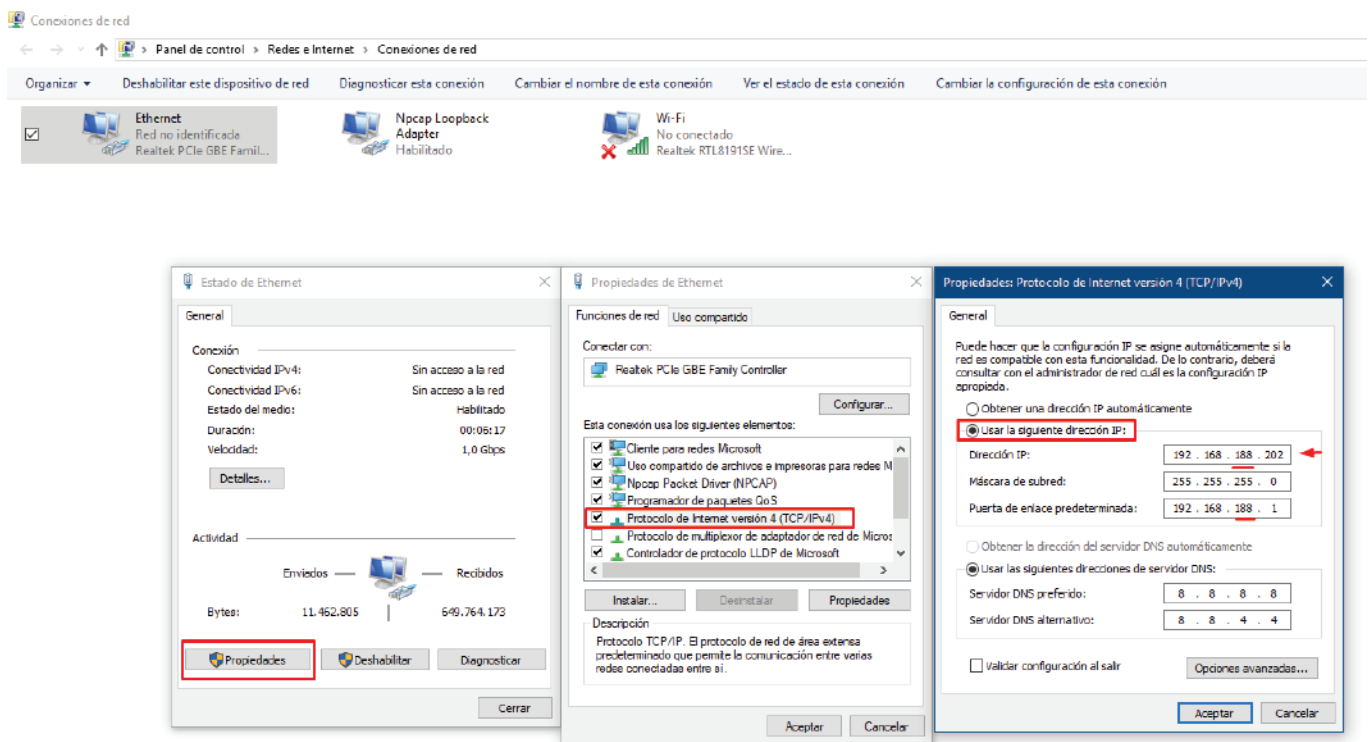 Conexiones de red
Panel de control > Redes e Internet > Conexiones de red
Organizar Deshabilitar este dispositivo de red Diagnosticar esta conexión Cambiar el nombre de esta conexión Ver el estado de esta conexión Cambiar la configuración de esta conexión
Ethernet
Red no identificada
Realtek PCIe GBE Famil...
Npcap Loopback
Adapter
Habilitado
Wi-Fi
No conectado
Realtek RTL8191SE Wire...
Estado de Ethernet
General
Conexión
Conectividad IPv4: Sin acceso a la red
Conectividad IPv6: Sin acceso a la red
Estado del medio: Habilitado
Duración: 00:06:17
Velocidad: 1,0 Gbps
Detalles...
Actividad
Enviados — — Recibidos
Bytes: 11.462.805 | 649.764.173
Propiedades Deshabilitar Diagnosticar
Cerrar
Propiedades de Ethernet
Funciones de red Uso compartido
Conectar con:
Realtek PCIe GBE Family Controller
Configurar...
Esta conexión usa los siguientes elementos:
Cliente para redes Microsoft
Uso compartido de archivos e impresoras para redes M
Npcap Packet Driver (NPCAP)
Programador de paquetes QoS
Protocolo de Internet versión 4 (TCP/IPv4)
Protocolo de multiplexor de adaptador de red de Micros
Controlador de protocolo LLDP de Microsoft
Instalar... Desinstalar Propiedades
Descripción
Protocolo TCP/IP. El protocolo de red de área extensa
predeterminado que permite la comunicación entre varias
redes conectadas entre sí.
Aceptar Cancelar
Propiedades: Protocolo de Internet versión 4 (TCP/IPv4)
General
Puede hacer que la configuración IP se asigne automáticamente si la
red es compatible con esta funcionalidad. De lo contrario, deberá
consultar con el administrador de red cuál es la configuración IP
apropiada.
Obtener una dirección IP automáticamente
Usar la siguiente dirección IP:
Dirección IP: 192 . 168 . 188 . 202
Máscara de subred: 255 . 255 . 255 . 0
Puerta de enlace predeterminada: 192 . 168 . 188 . 1
Obtener la dirección del servidor DNS automáticamente
Usar las siguientes direcciones de servidor DNS:
Servidor DNS preferido: 8 . 8 . 8 . 8
Servidor DNS alternativo: 8 . 8 . 4 . 4
Validar configuración al salir Opciones avanzadas...
Aceptar Cancelar